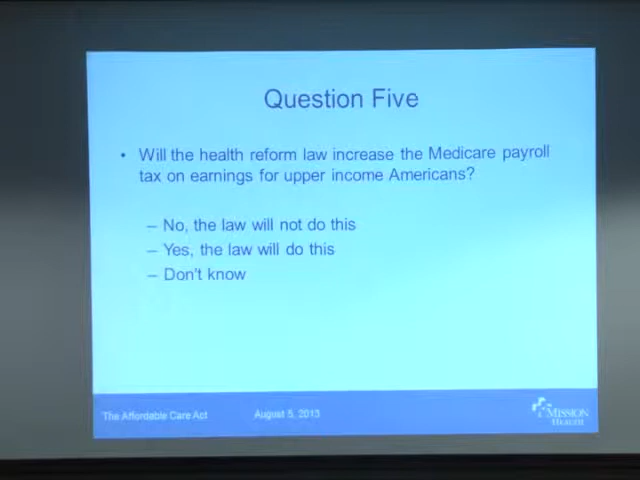 Question Five
• Will the health reform law increase the Medicare payroll
tax on earnings for upper income Americans?
– No, the law will not do this
– Yes, the law will do this
– Don't know
The Affordable Care Act August 5, 2013
MISSION
HEALTH